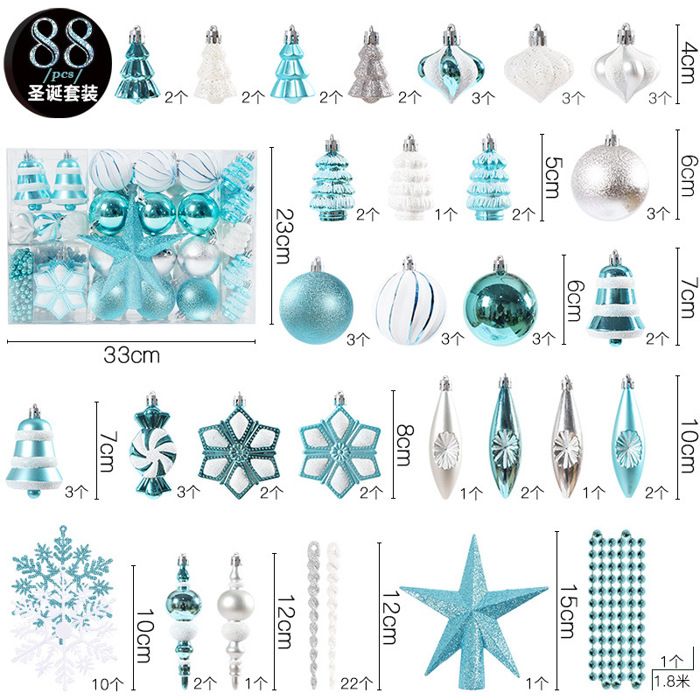 88
/pcs/
圣诞套装
2个 2个 2个 2个 3个 3个 3个 4cm
2个 1个 2个 5cm 3个 6cm
23cm
33cm
3个 3个 3个 6cm 2个 7cm
3个 7cm 3个 2个 2个 8cm 1个 2个 1个 2个 10cm
10个 10cm 2个 1个 12cm 22个 12cm 1个 15cm 1个
1.8米